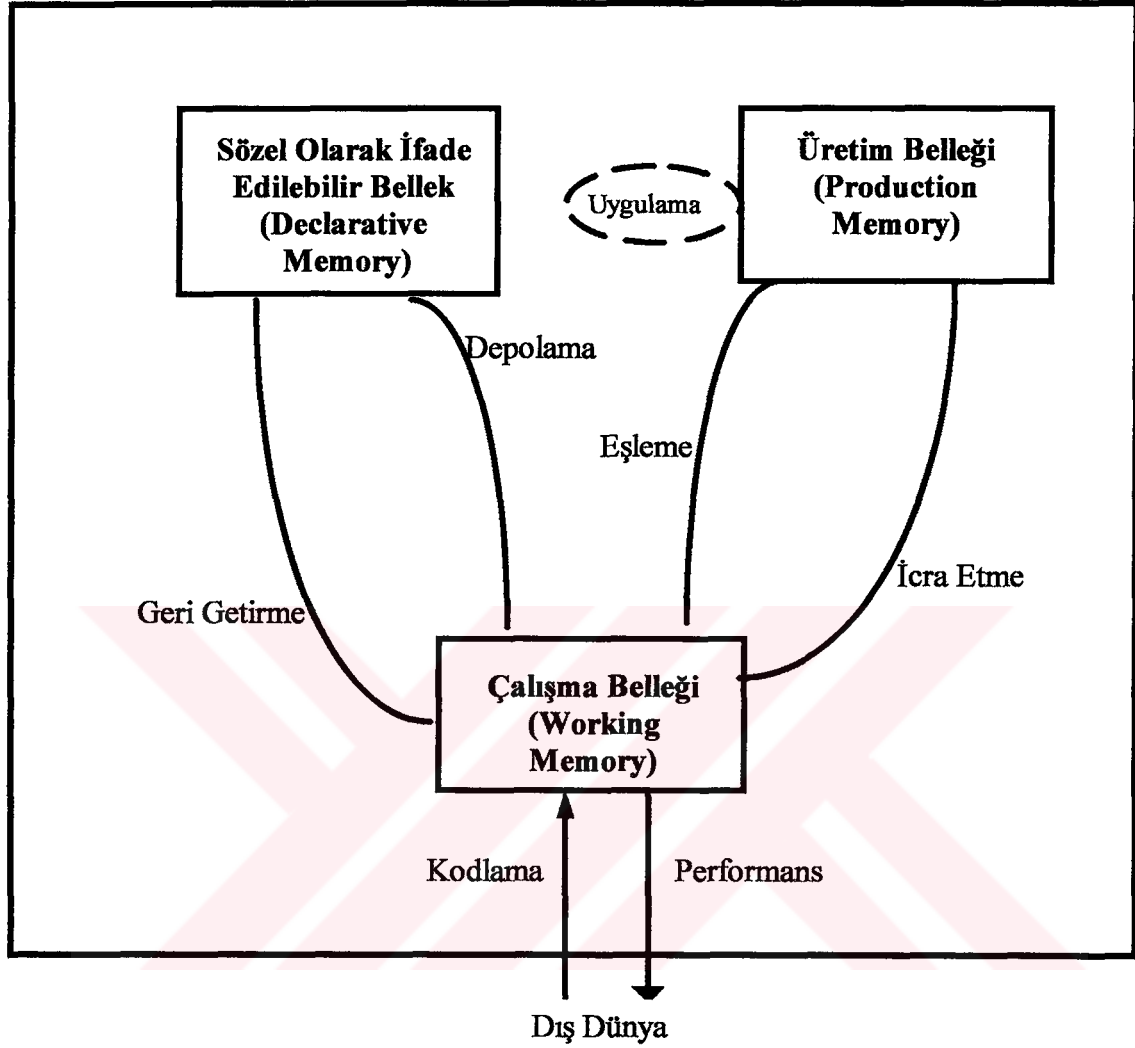 Sözel Olarak İfade
Edilebilir Bellek
(Declarative
Memory)
Üretim Belleği
(Production
Memory)
Uygulama
Depolama
Eşleme
İcra Etme
Geri Getirme
Çalışma Belleği
(Working
Memory)
Kodlama
Performans
Dış Dünya